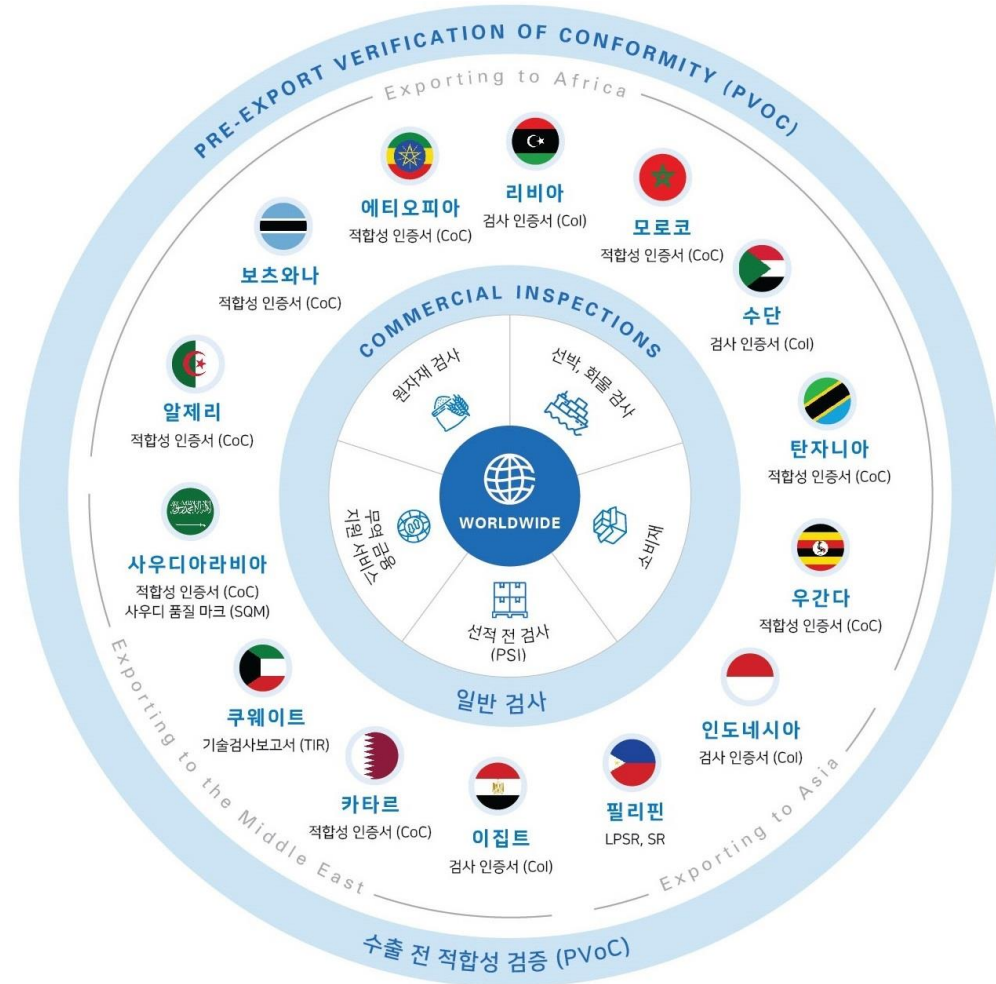 PRE-EXPORT VERIFICATION OF CONFORMITY (PVOC)
Exporting to Africa
에티오피아
적합성 인증서 (CoC)
리비아
검사 인증서 (CoI)
모로코
적합성 인증서 (CoC)
보츠와나
적합성 인증서 (CoC)
수단
검사 인증서 (CoI)
알제리
적합성 인증서 (CoC)
탄자니아
적합성 인증서 (CoC)
우간다
적합성 인증서 (CoC)
COMMERCIAL INSPECTIONS
원자재 검사
선박, 화물 검사
무역 금융
지원 서비스
WORLDWIDE
소비재
선적 전 검사
(PSI)
일반 검사
사우디아라비아
적합성 인증서 (CoC)
사우디 품질 마크 (SQM)
쿠웨이트
기술검사보고서 (TIR)
카타르
적합성 인증서 (CoC)
이집트
검사 인증서 (CoI)
Exporting to the Middle East
인도네시아
검사 인증서 (CoI)
필리핀
LPSR, SR
Exporting to Asia
수출 전 적합성 검증 (PVoC)